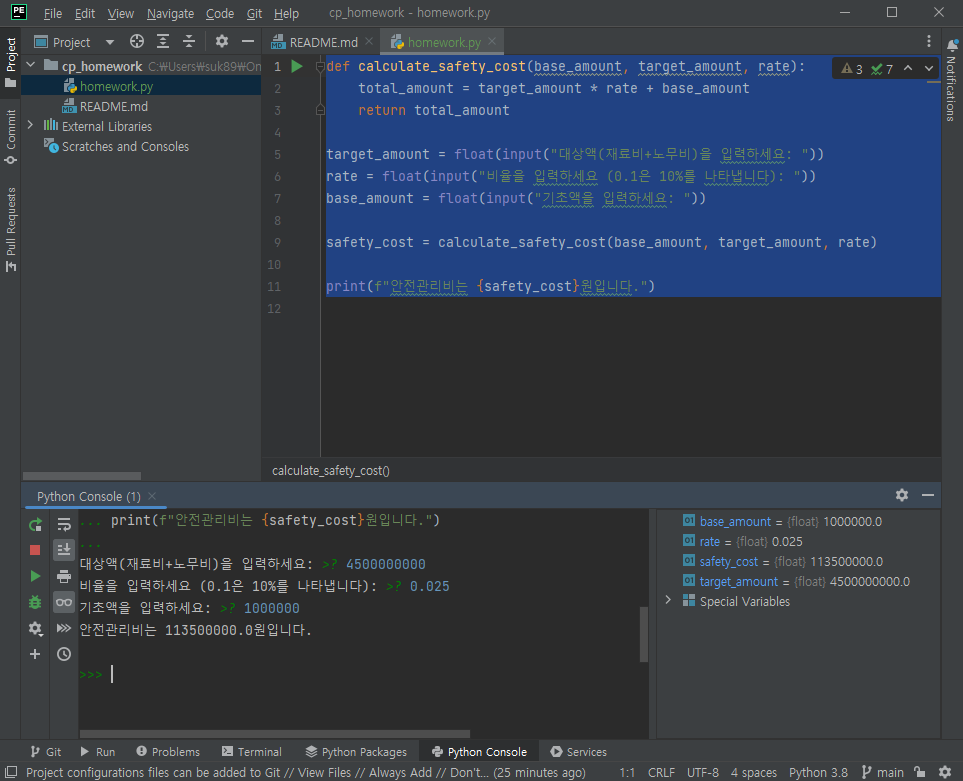 PE File Edit View Navigate Code Git Help cp_homework - homework.py
Project
README.md
homework.py
cp_homework C:₩Users₩suk89₩On
homework.py
README.md
External Libraries
Scratches and Consoles
Project
Commit
Pull Requests
Notifications
3 7
1 def calculate_safety_cost(base_amount, target_amount, rate):
2 total_amount = target_amount * rate + base_amount
3 return total_amount
4
5 target_amount = float(input("대상액(재료비+노무비)을 입력하세요: "))
6 rate = float(input("비율을 입력하세요 (0.1은 10%를 나타냅니다): "))
7 base_amount = float(input("기초액을 입력하세요: "))
8
9 safety_cost = calculate_safety_cost(base_amount, target_amount, rate)
10
11 print(f"안전관리비는 {safety_cost}원입니다.")
12
calculate_safety_cost()
Python Console (1)
... print(f"안전관리비는 {safety_cost}원입니다.")
...
대상액(재료비+노무비)을 입력하세요: >? 4500000000
비율을 입력하세요 (0.1은 10%를 나타냅니다): >? 0.025
기초액을 입력하세요: >? 1000000
안전관리비는 113500000.0원입니다.
>>>
01 base_amount = {float} 1000000.0
01 rate = {float} 0.025
01 safety_cost = {float} 113500000.0
01 target_amount = {float} 4500000000.0
Special Variables
Git Run Problems Terminal Python Packages Python Console Services
Project configurations files can be added to Git // View Files // Always Add // Don't... (25 minutes ago) 1:1 CRLF UTF-8 4 spaces Python 3.8 main